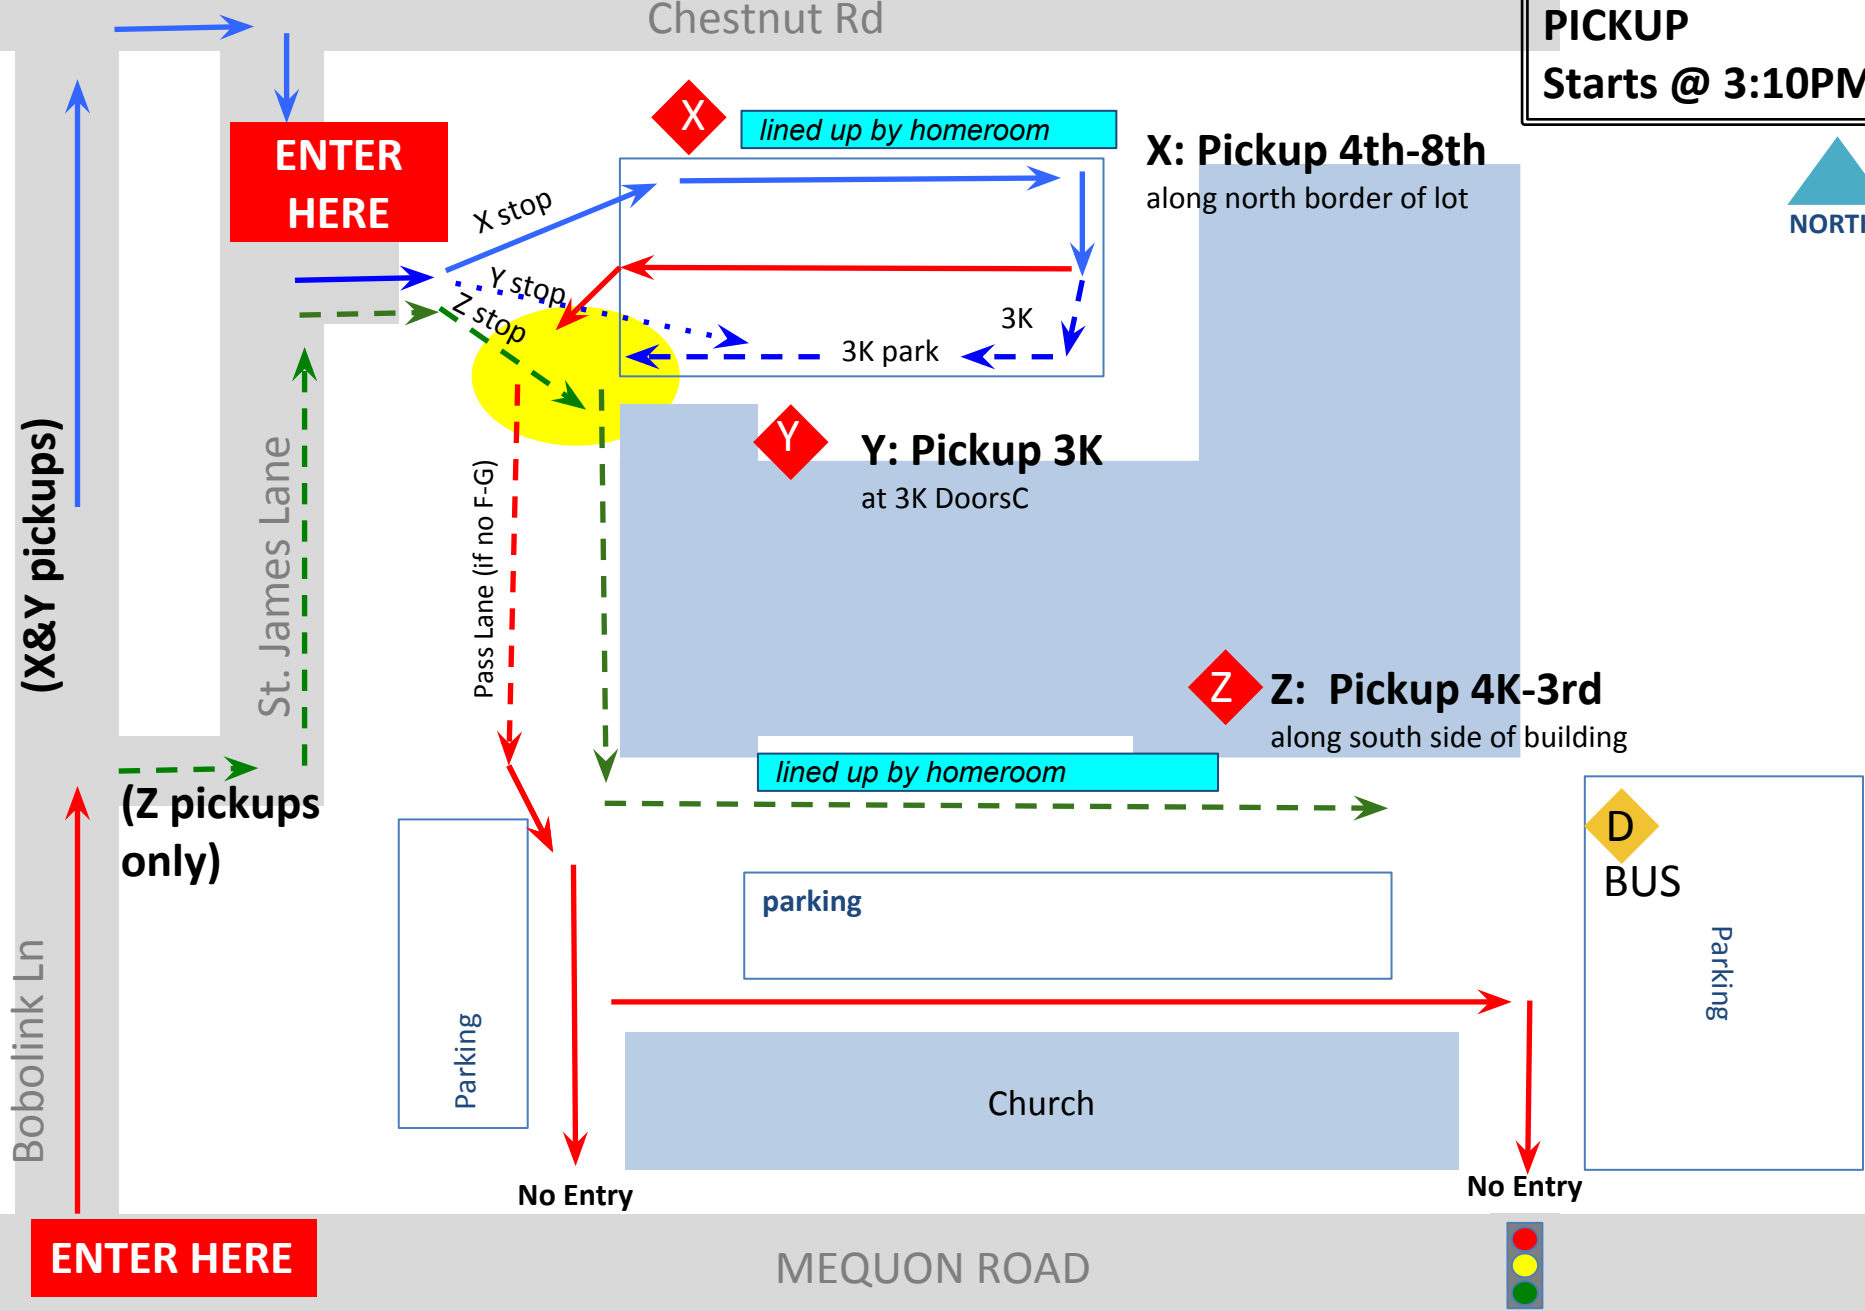 Chestnut Rd
PICKUP
Starts @ 3:10PM
NORTH
ENTER
HERE
X
lined up by homeroom
X: Pickup 4th-8th
along north border of lot
X stop
Y stop
Z stop
3K
3K park
Y
Y: Pickup 3K
at 3K DoorsC
(X&Y pickups)
St. James Lane
Pass Lane (if no F-G)
Z
Z: Pickup 4K-3rd
along south side of building
lined up by homeroom
(Z pickups
only)
D
BUS
Parking
parking
Parking
Bobolink Ln
Church
No Entry
No Entry
ENTER HERE
MEQUON ROAD